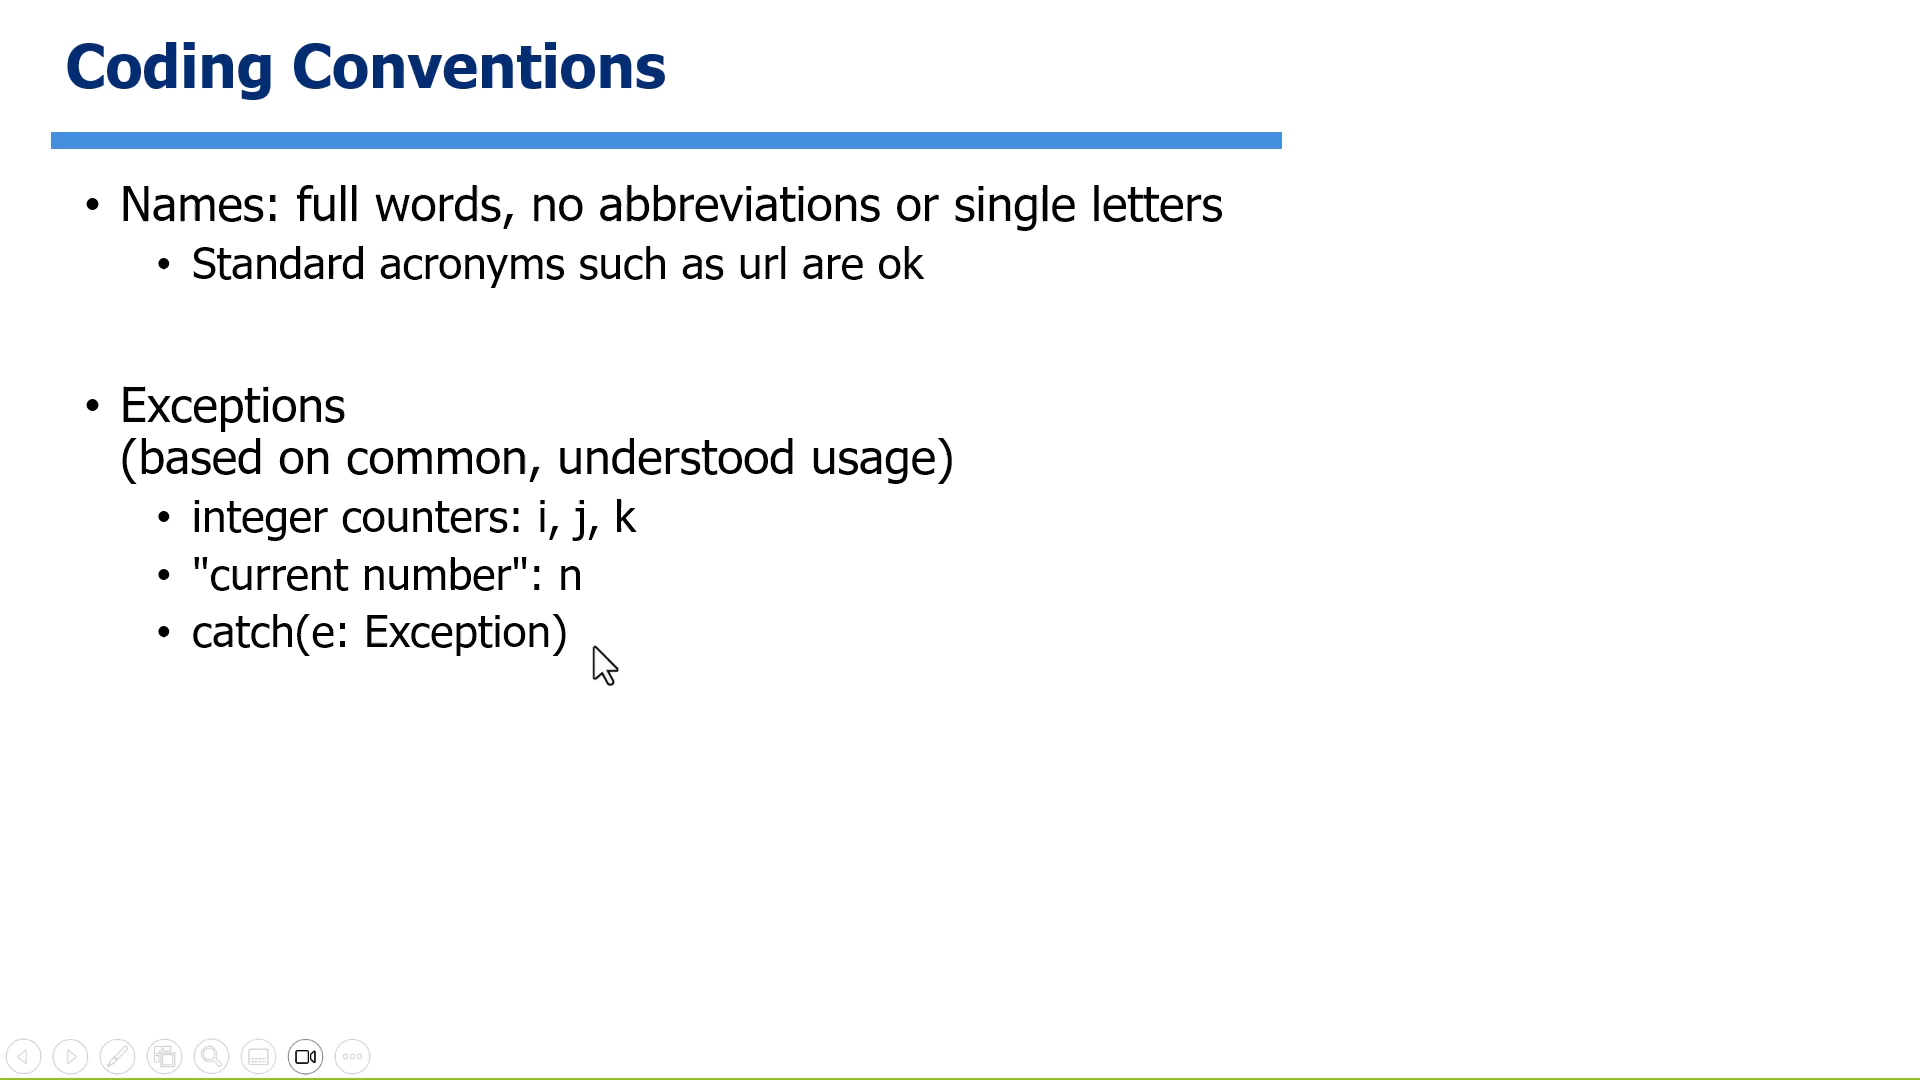 Coding Conventions
• Names: full words, no abbreviations or single letters
• Standard acronyms such as url are ok
• Exceptions
(based on common, understood usage)
• integer counters: i, j, k
• "current number": n
• catch(e: Exception)